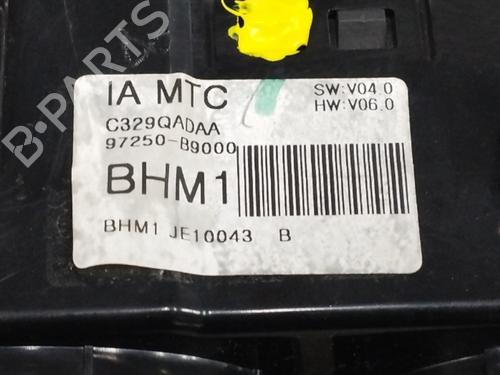 B-PARTS
IA MTC
SW:V04.0
HW:V06.0
C329QADAA
97250-B9000
BHM1
BHM1 JE10043 B